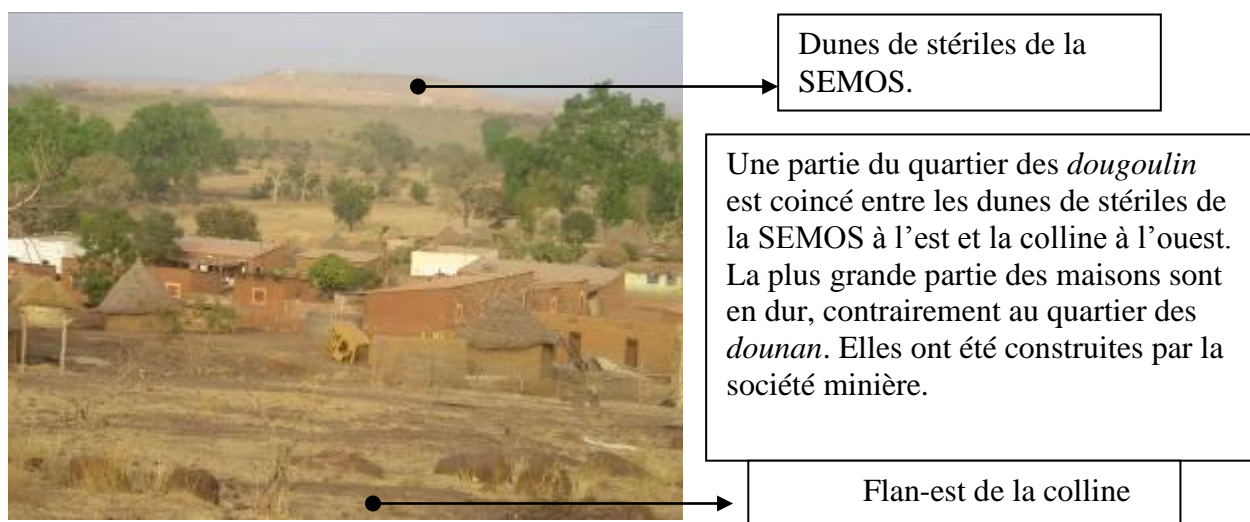 Dunes de stériles de la
SEMOS.
Une partie du quartier des dougoulin
est coincé entre les dunes de stériles de
la SEMOS à l’est et la colline à l’ouest.
La plus grande partie des maisons sont
en dur, contrairement au quartier des
dounan. Elles ont été construites par la
société minière.
Flan-est de la colline